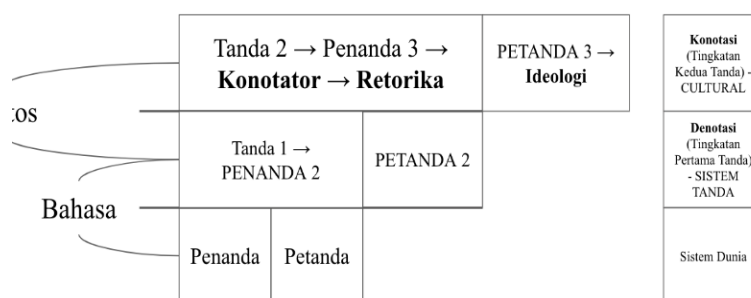 Tanda 2 → Penanda 3 →
Konotator → Retorika
PETANDA 3 →
Ideologi
Konotasi
(Tingkatan
Kedua Tanda) -
CULTURAL
tos
Tanda 1 →
PENANDA 2
PETANDA 2
Denotasi
(Tingkatan
Pertama Tanda)
- SISTEM
TANDA
Bahasa
Penanda
Petanda
Sistem Dunia